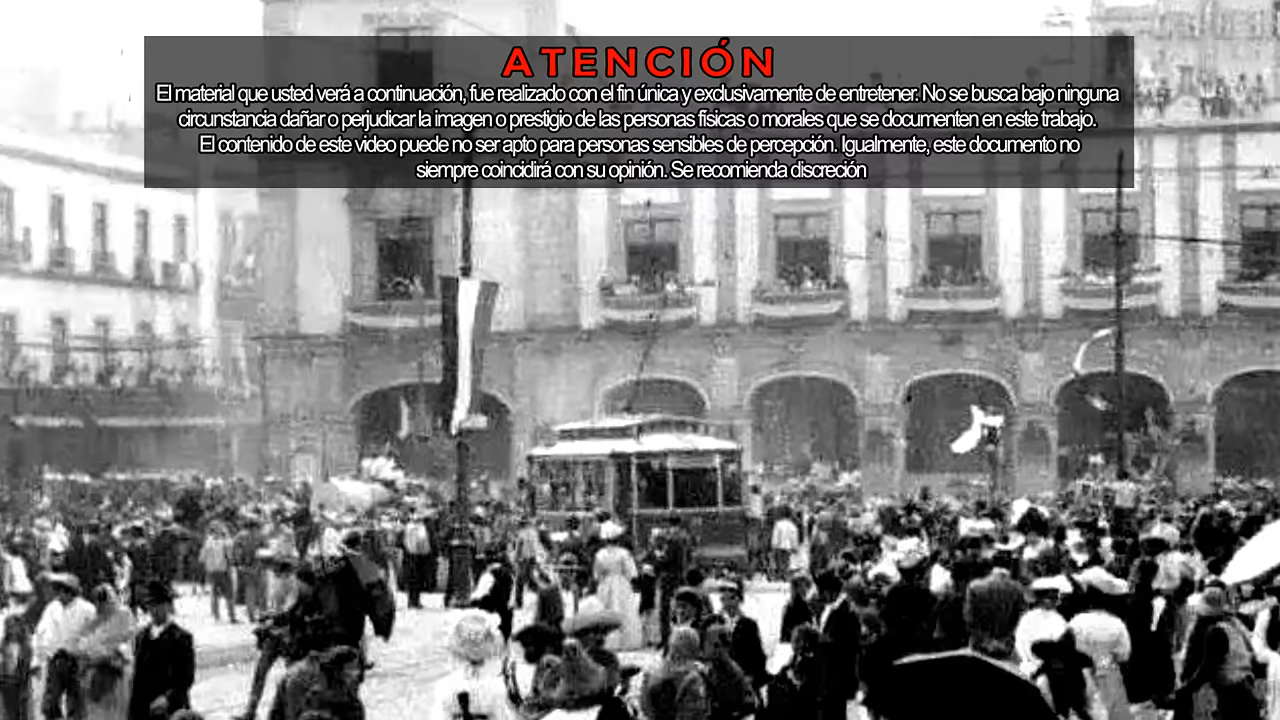 ATENCIÓN
El material que usted verá a continuación, fue realizado con el fin única y exclusivamente de entretener. No se busca bajo ninguna
circunstancia dañar o perjudicar la imagen o prestigio de las personas físicas o morales que se documenten en este trabajo.
El contenido de este video puede no ser apto para personas sensibles de percepción. Igualmente, este documento no
siempre coincidirá con su opinión. Se recomienda discreción